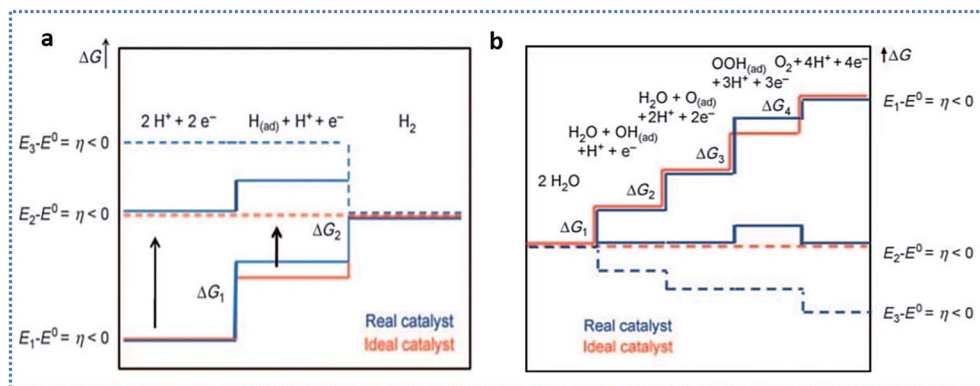 a
ΔG
2 H⁺ + 2 e⁻
H₍ad₎ + H⁺ + e⁻
H₂
E₃-E⁰ = η < 0
E₂-E⁰ = η < 0
ΔG₂
ΔG₁
E₁-E⁰ = η < 0
Real catalyst
Ideal catalyst
b
ΔG
OOH₍ad₎
+3H⁺ + 3e⁻
O₂ + 4H⁺ + 4e⁻
H₂O + O₍ad₎
+2H⁺ + 2e⁻
H₂O + OH₍ad₎
+H⁺ + e⁻
2 H₂O
ΔG₄
ΔG₃
ΔG₂
ΔG₁
E₁-E⁰ = η < 0
E₂-E⁰ = η < 0
E₃-E⁰ = η < 0
Real catalyst
Ideal catalyst